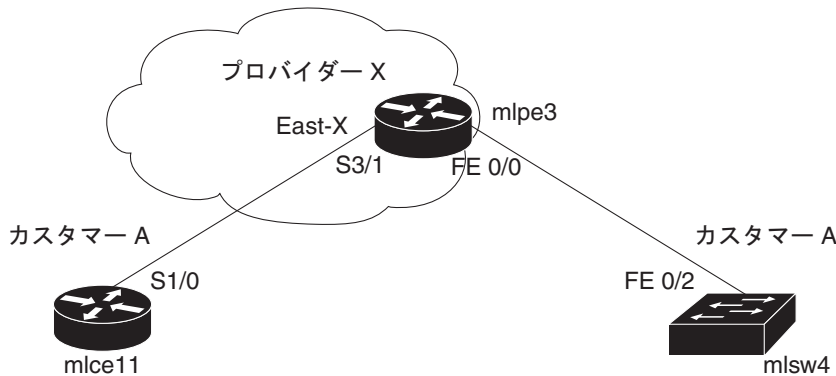 プロバイダー X
East-X
mlpe3
S3/1
FE 0/0
カスタマー A
カスタマー A
S1/0
FE 0/2
mlce11
mlsw4